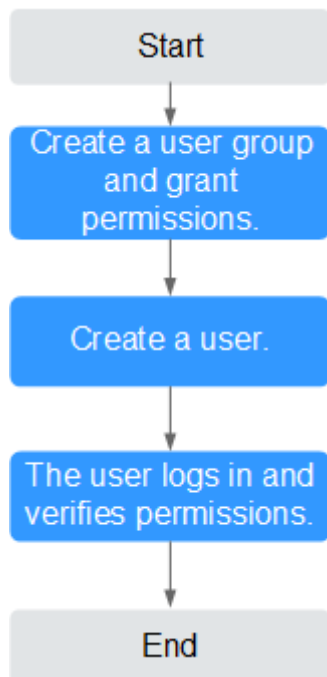 Start
Create a user group
and grant
permissions.
Create a user.
The user logs in and
verifies permissions.
End